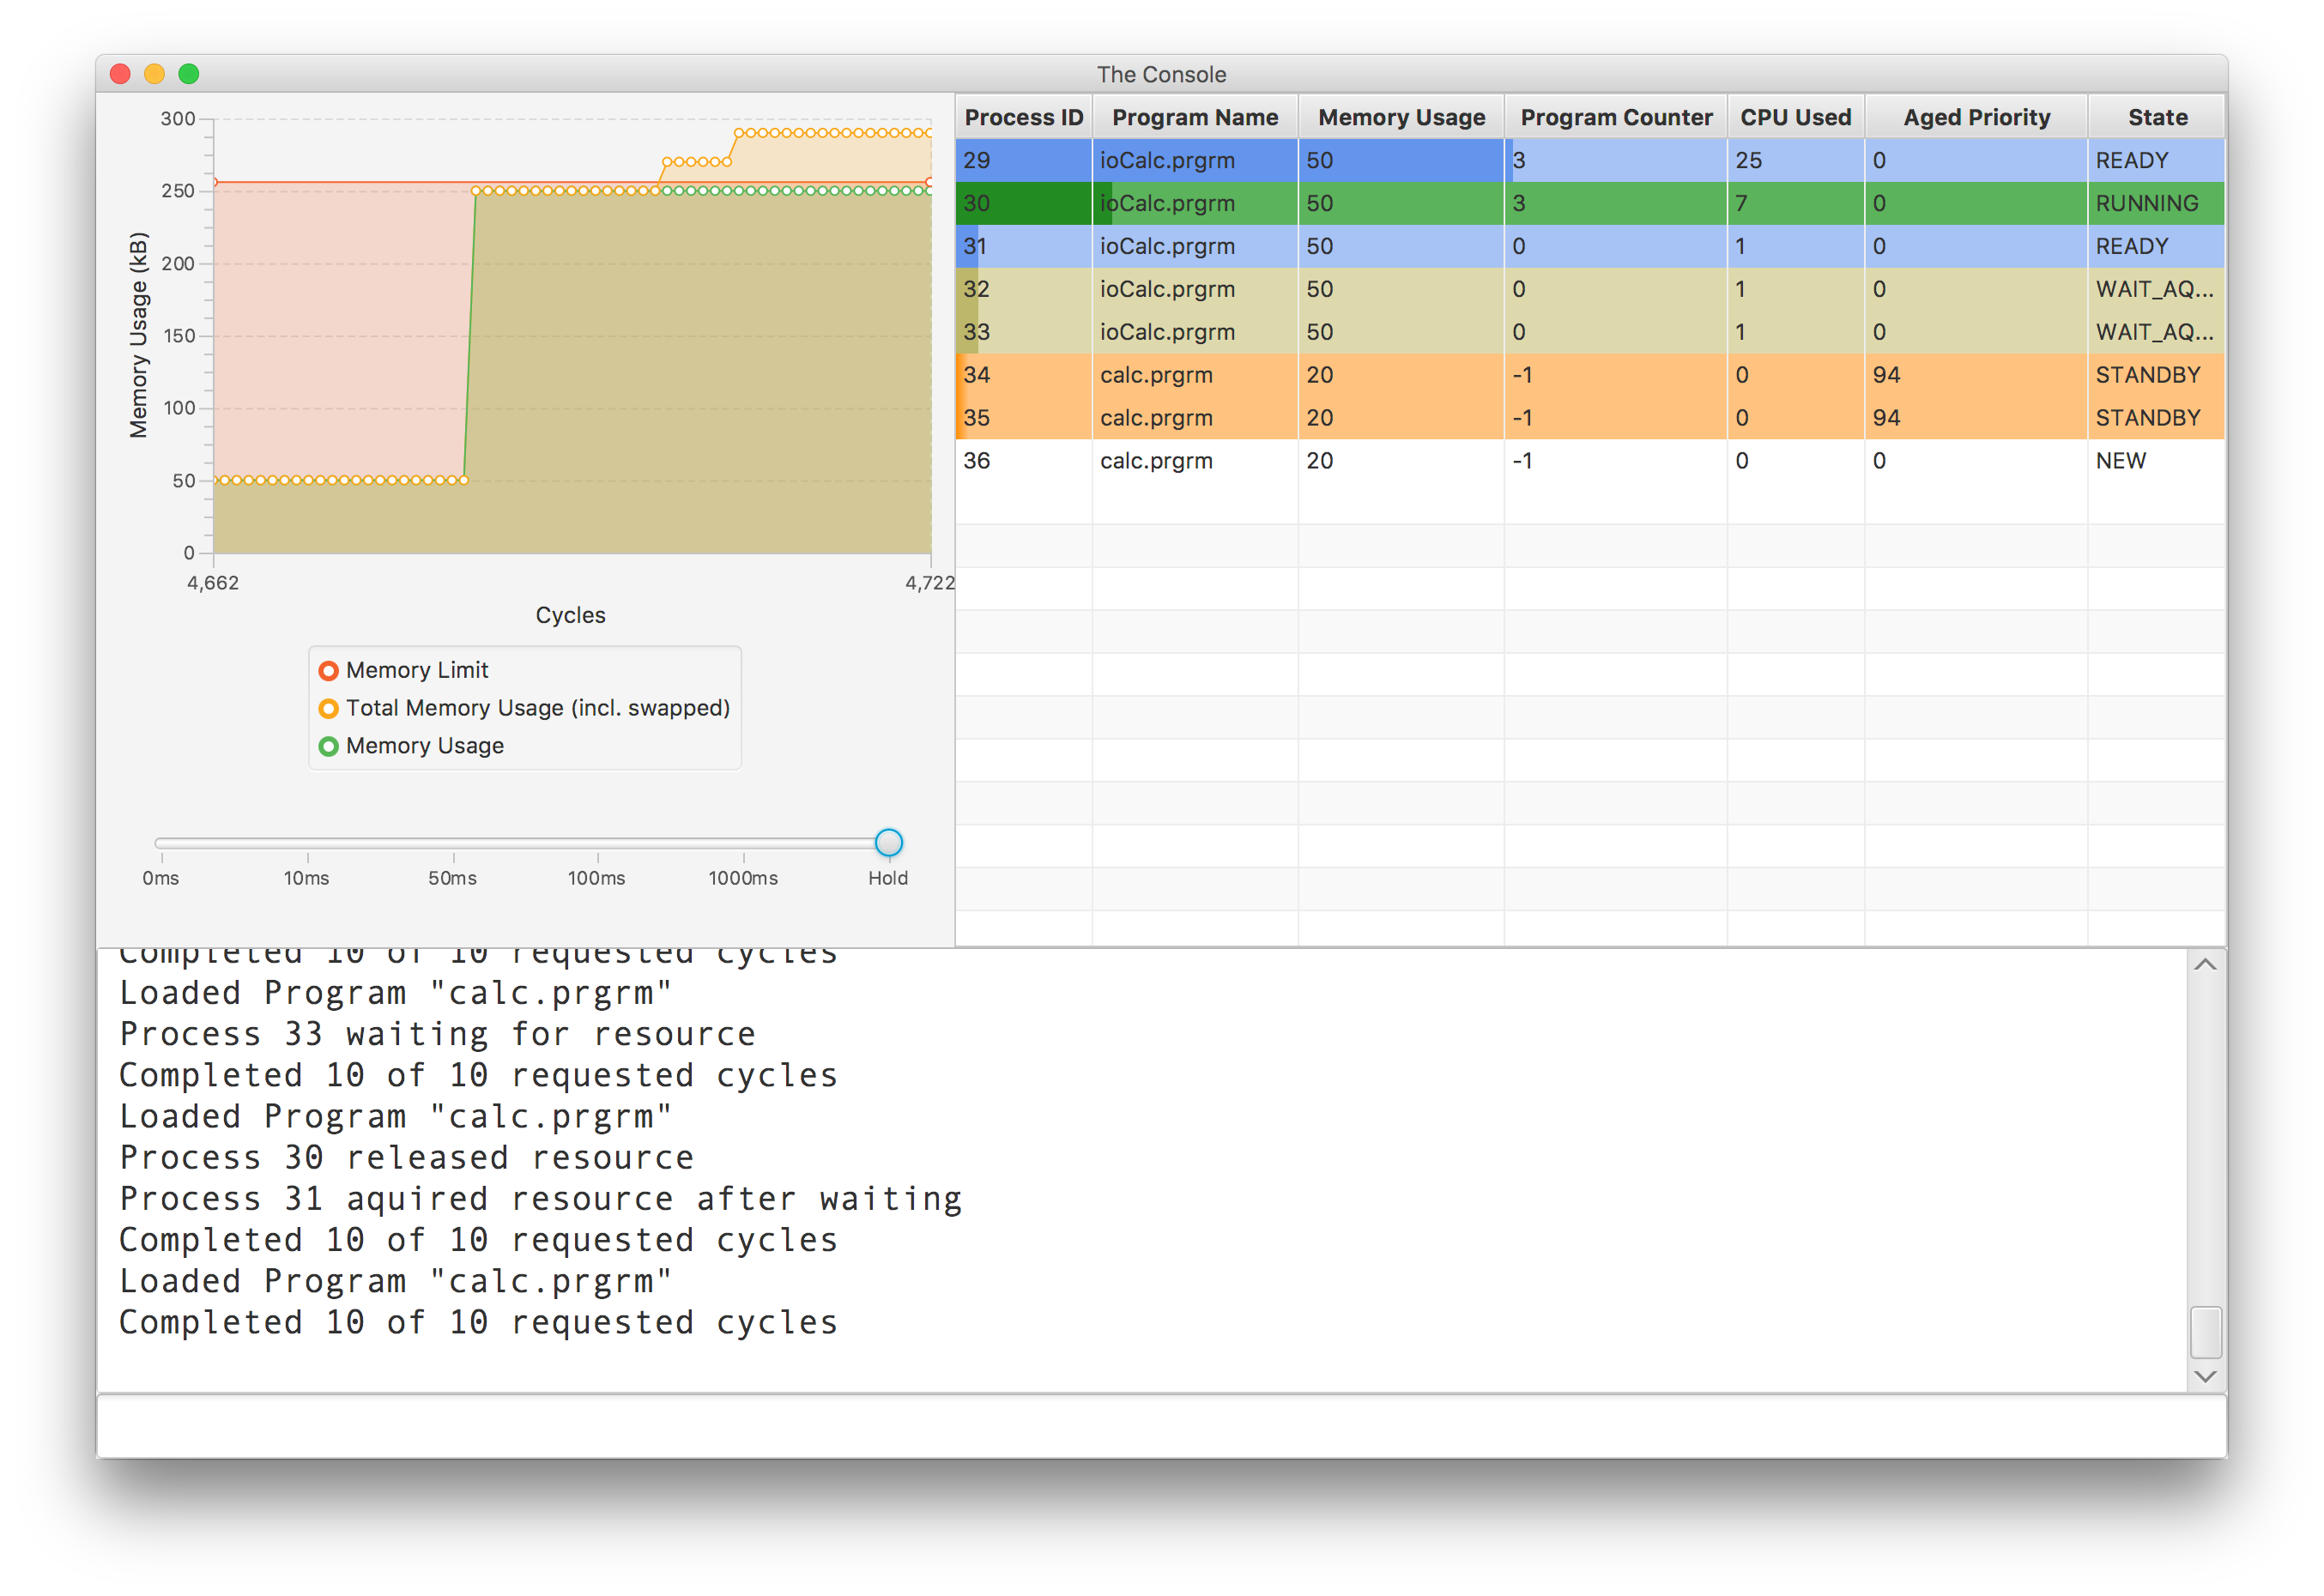 The Console
300
250
200
150
100
50
0
Memory Usage (kB)
4,662
4,722
Cycles
Memory Limit
Total Memory Usage (incl. swapped)
Memory Usage
0ms 10ms 50ms 100ms 1000ms Hold
Process ID Program Name Memory Usage Program Counter CPU Used Aged Priority State
29 ioCalc.prgrm 50 3 25 0 READY
30 ioCalc.prgrm 50 3 7 0 RUNNING
31 ioCalc.prgrm 50 0 1 0 READY
32 ioCalc.prgrm 50 0 1 0 WAIT_AQ...
33 ioCalc.prgrm 50 0 1 0 WAIT_AQ...
34 calc.prgrm 20 -1 0 94 STANDBY
35 calc.prgrm 20 -1 0 94 STANDBY
36 calc.prgrm 20 -1 0 0 NEW
Completed 10 of 10 requested cycles
Loaded Program "calc.prgrm"
Process 33 waiting for resource
Completed 10 of 10 requested cycles
Loaded Program "calc.prgrm"
Process 30 released resource
Process 31 aquired resource after waiting
Completed 10 of 10 requested cycles
Loaded Program "calc.prgrm"
Completed 10 of 10 requested cycles